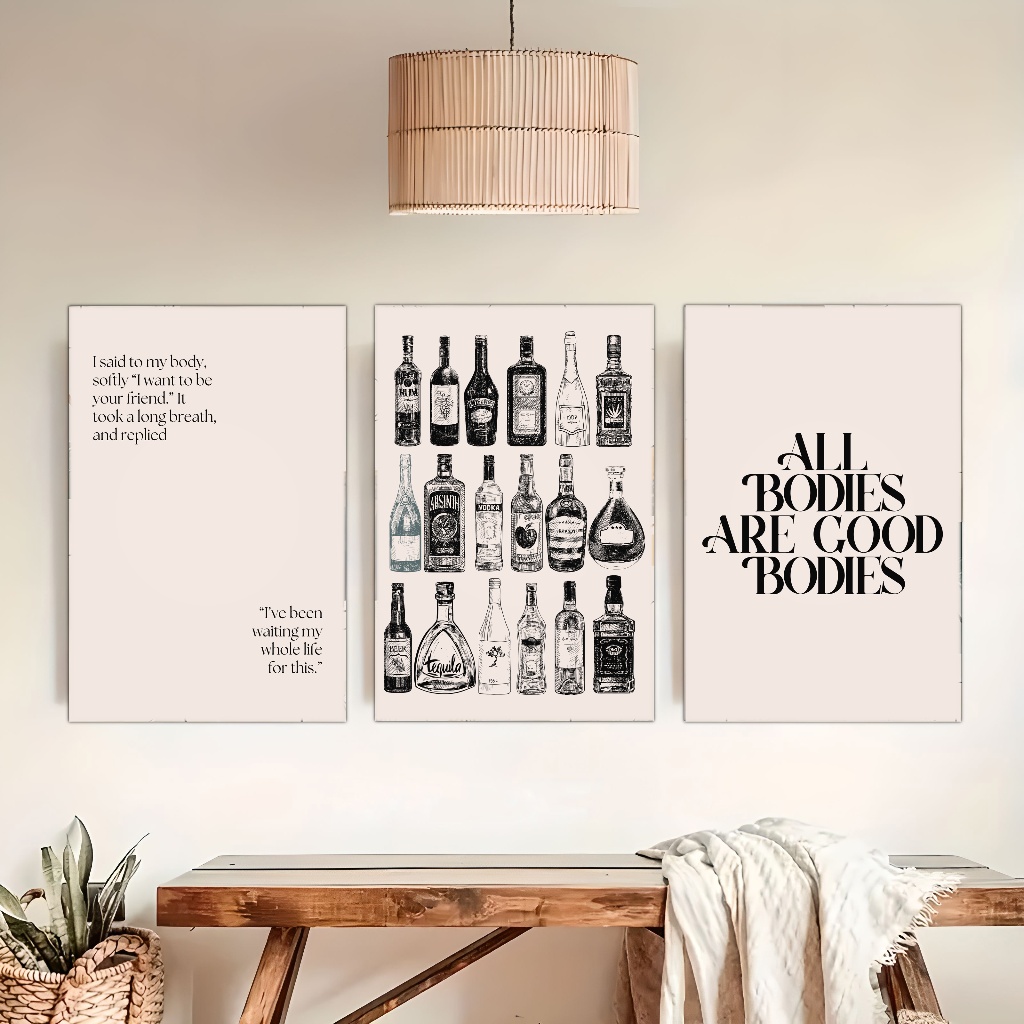 I said to my body,
softly “I want to be
your friend.” It
took a long breath,
and replied
“I’ve been
waiting my
whole life
for this.”
ABSINTH
VODKA
tequila
ALL
BODIES
ARE GOOD
BODIES